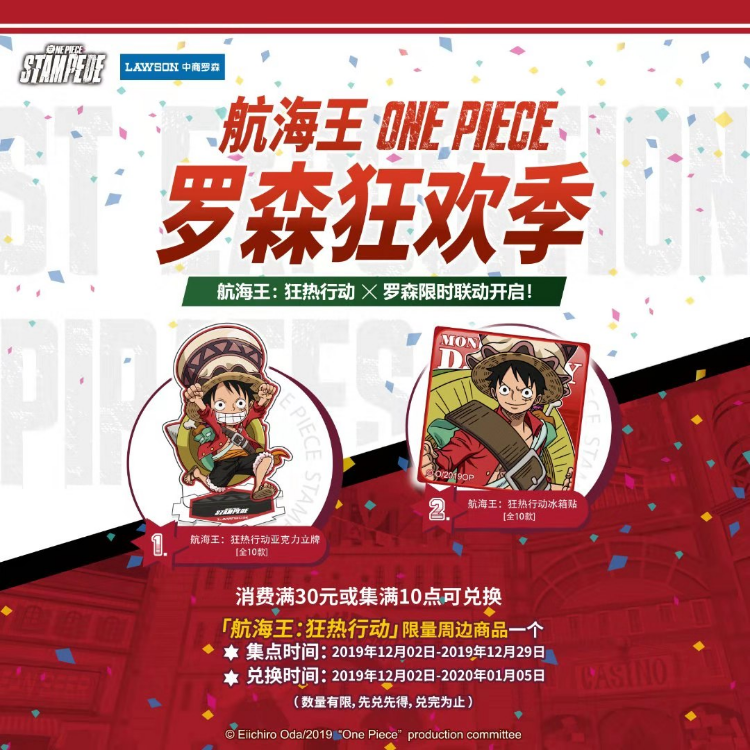 ONE PIECE
STAMPEDE
LAWSON 中商罗森
航海王 ONE PIECE
罗森狂欢季
航海王：狂热行动 × 罗森限时联动开启！
MON
D
Y
©O/2019OP
ONE PIECE STAM
STAMPEDE
1.
航海王：狂热行动亚克力立牌
[全10款]
2.
航海王：狂热行动冰箱贴
[全10款]
消费满30元或集满10点可兑换
「航海王：狂热行动」限量周边商品一个
集点时间：2019年12月02日-2019年12月29日
兑换时间：2019年12月02日-2020年01月05日
（数量有限，先兑先得，兑完为止）
CASINO
© Eiichiro Oda/2019 "One Piece" production committee